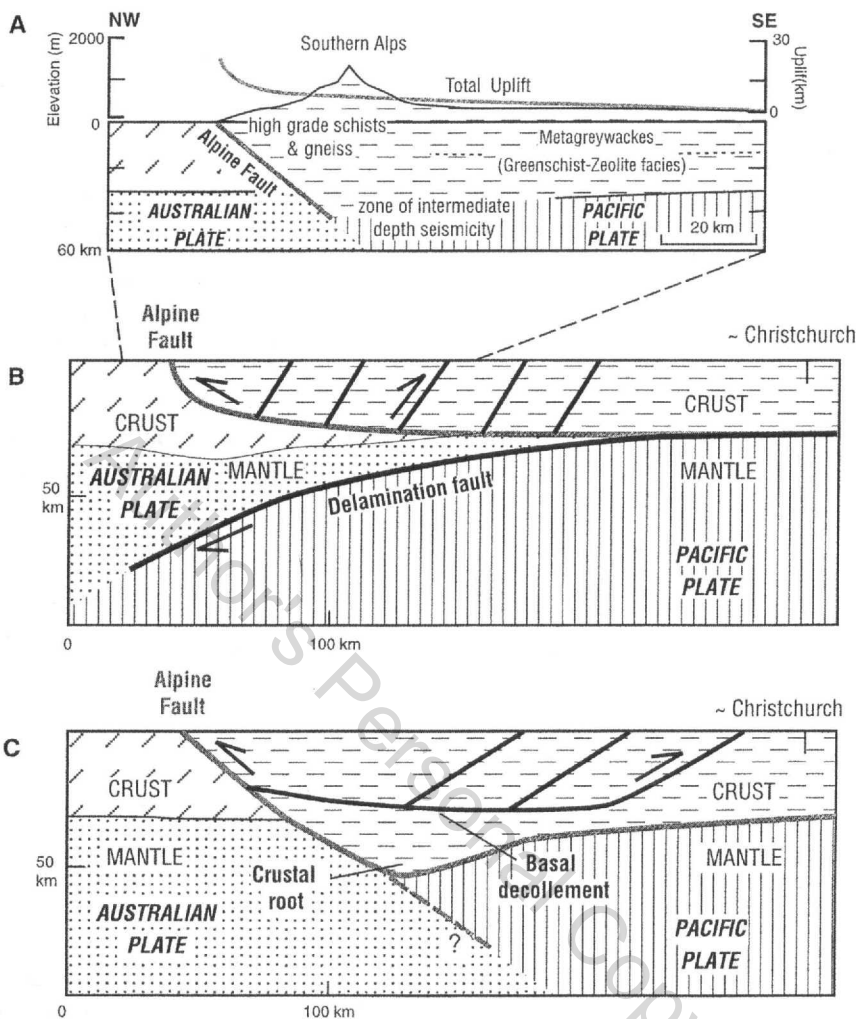 A
NW
SE
Elevation (m)
2000
0
Southern Alps
Total Uplift
30
0
Uplift(km)
high grade schists
& gneiss
Metagreywackes
(Greenschist-Zeolite facies)
Alpine Fault
AUSTRALIAN
PLATE
zone of intermediate
depth seismicity
PACIFIC
PLATE
20 km
60 km
Alpine
Fault
~ Christchurch
B
CRUST
CRUST
AUSTRALIAN
PLATE
MANTLE
MANTLE
50
km
Delamination fault
PACIFIC
PLATE
0
100 km
Alpine
Fault
~ Christchurch
C
CRUST
CRUST
MANTLE
MANTLE
50
km
Crustal
root
Basal
decollement
AUSTRALIAN
PLATE
?
PACIFIC
PLATE
0
100 km
Author's Personal Copy